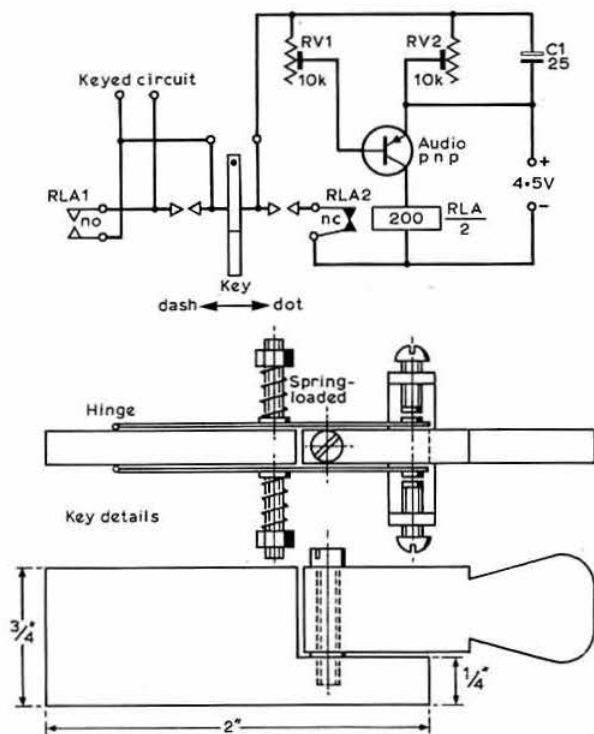 RV1
10k
RV2
10k
C1
25
Keyed circuit
Audio
pnp
+
4·5V
–
RLA1
no
RLA2
nc
200
RLA
2
Key
dash dot
Spring-
loaded
Hinge
Key details
3/4"
1/4"
2"